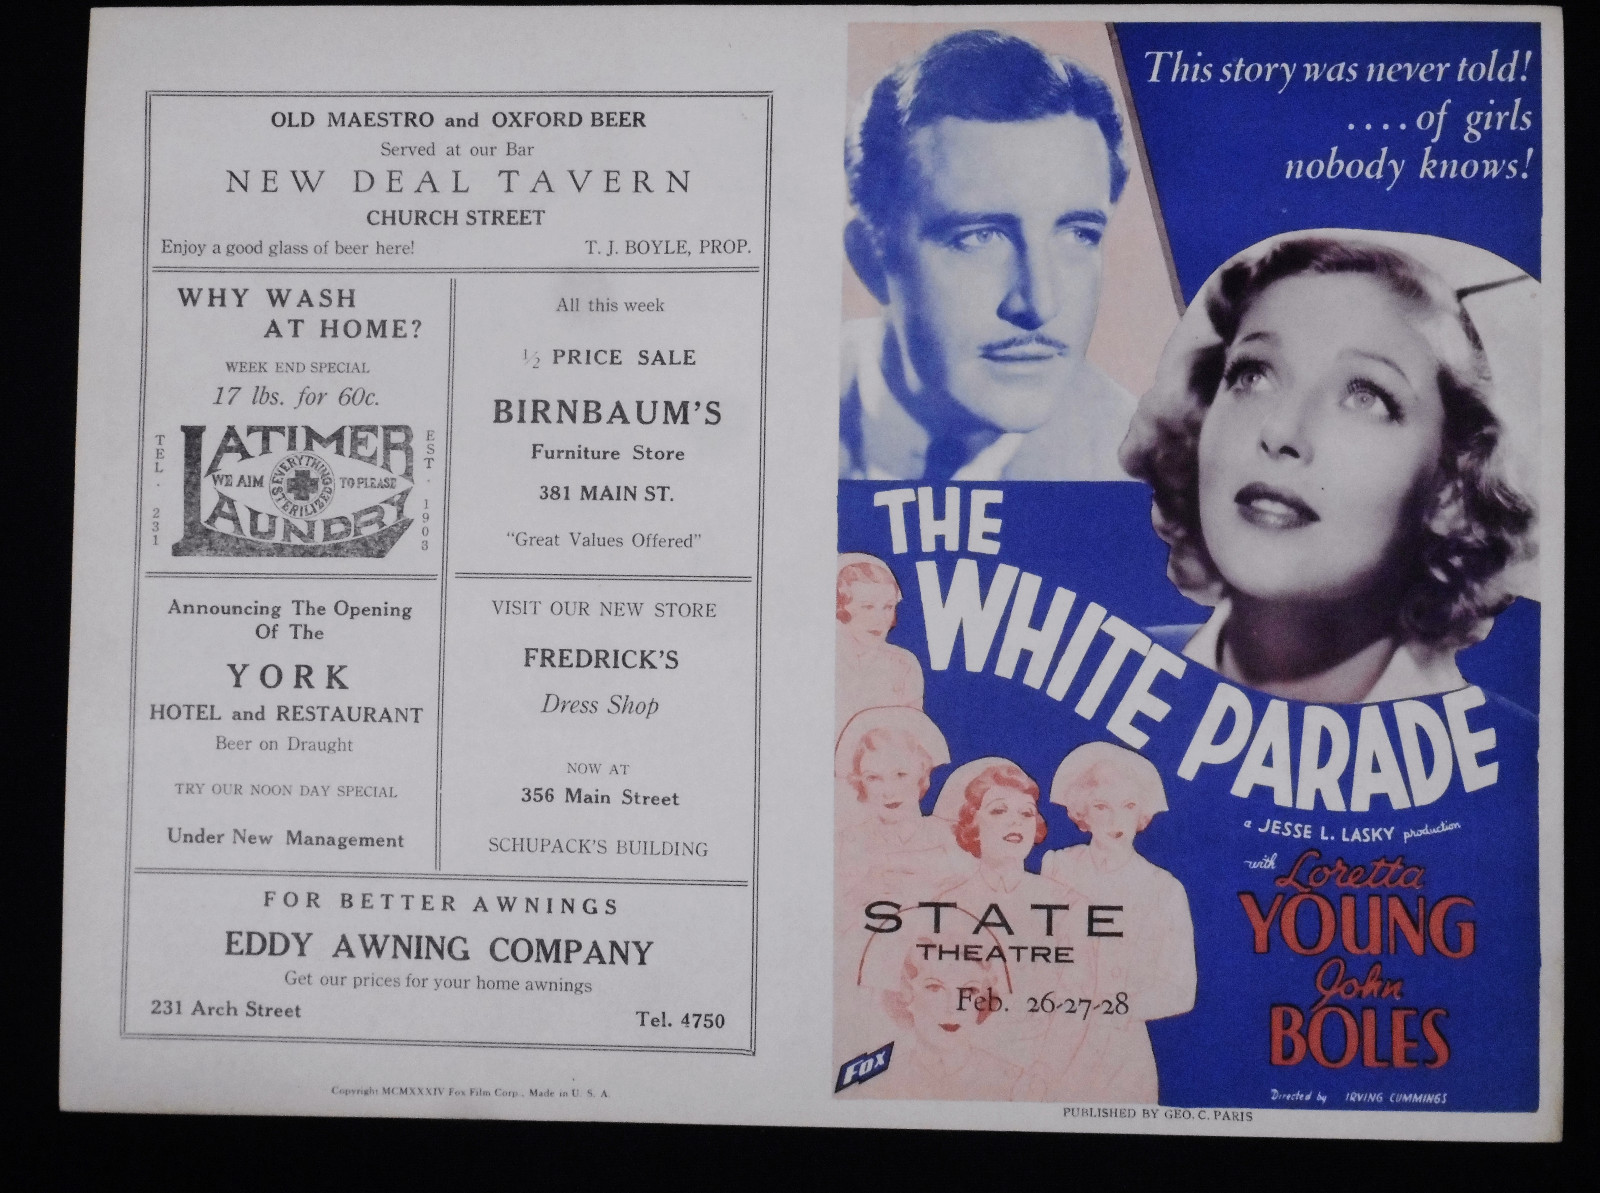 OLD MAESTRO and OXFORD BEER
Served at our Bar
NEW DEAL TAVERN
CHURCH STREET
Enjoy a good glass of beer here! T. J. BOYLE, PROP.
WHY WASH
AT HOME?
WEEK END SPECIAL
17 lbs. for 60c.
TEL. 231
LATIMER
WE AIM TO PLEASE
EVERYTHING STERILIZED
LAUNDRY
EST. 1903
All this week
½ PRICE SALE
BIRNBAUM'S
Furniture Store
381 MAIN ST.
"Great Values Offered"
Announcing The Opening
Of The
YORK
HOTEL and RESTAURANT
Beer on Draught
TRY OUR NOON DAY SPECIAL
Under New Management
VISIT OUR NEW STORE
FREDRICK'S
Dress Shop
NOW AT
356 Main Street
SCHUPACK'S BUILDING
FOR BETTER AWNINGS
EDDY AWNING COMPANY
Get our prices for your home awnings
231 Arch Street Tel. 4750
Copyright MCMXXXIV Fox Film Corp., Made in U. S. A.
This story was never told!
....of girls
nobody knows!
THE
WHITE PARADE
a JESSE L. LASKY production
with Loretta
YOUNG
John
BOLES
STATE
THEATRE
Feb. 26-27-28
FOX
Directed by IRVING CUMMINGS
PUBLISHED BY GEO. C. PARIS